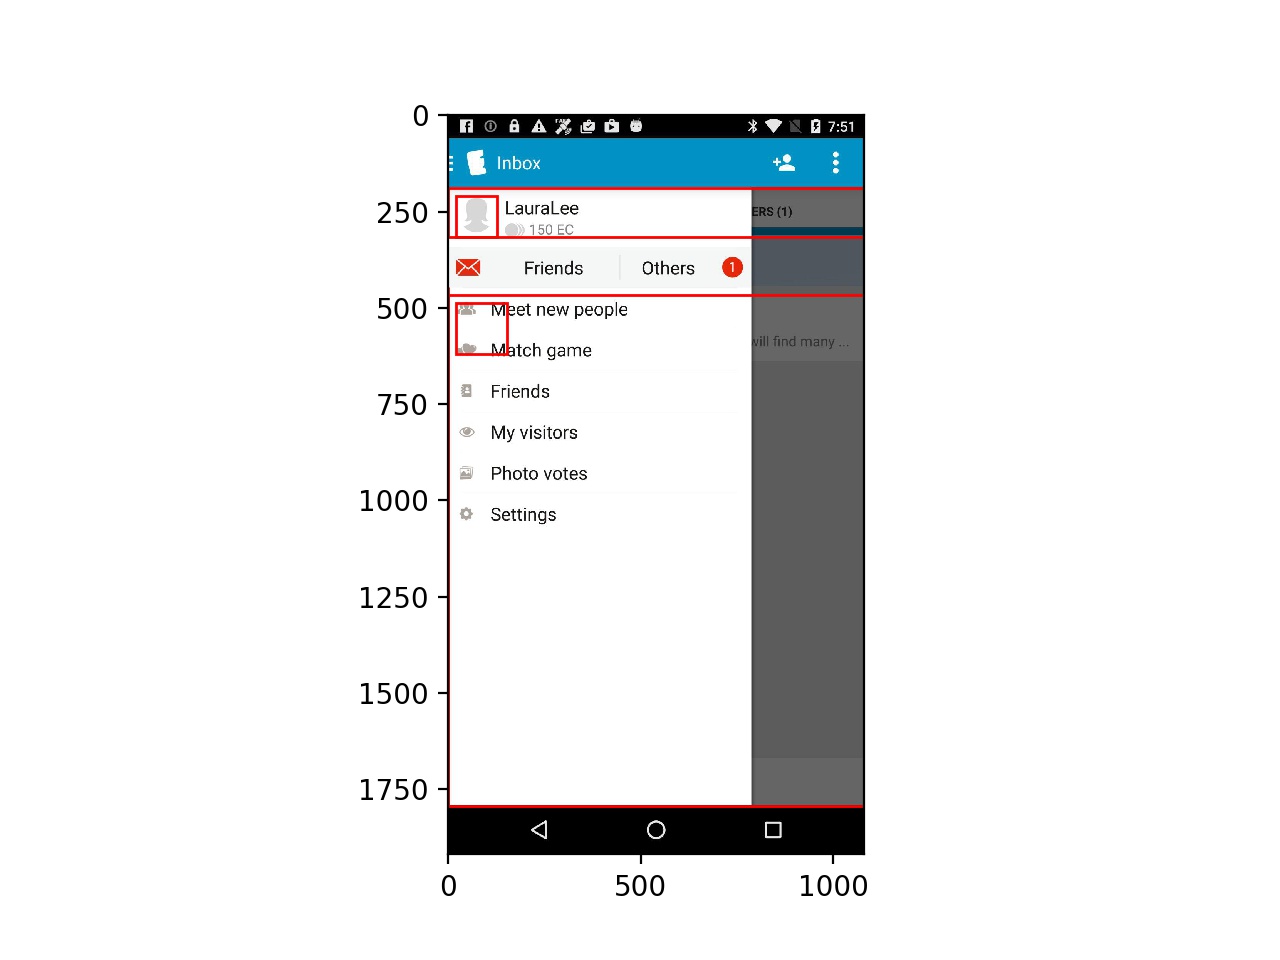 0
7:51
Inbox
250
LauraLee
ERS (1)
150 EC
Friends
Others
1
500
Meet new people
will find many ...
Match game
750
Friends
My visitors
Photo votes
1000
Settings
1250
1500
1750
0
500
1000